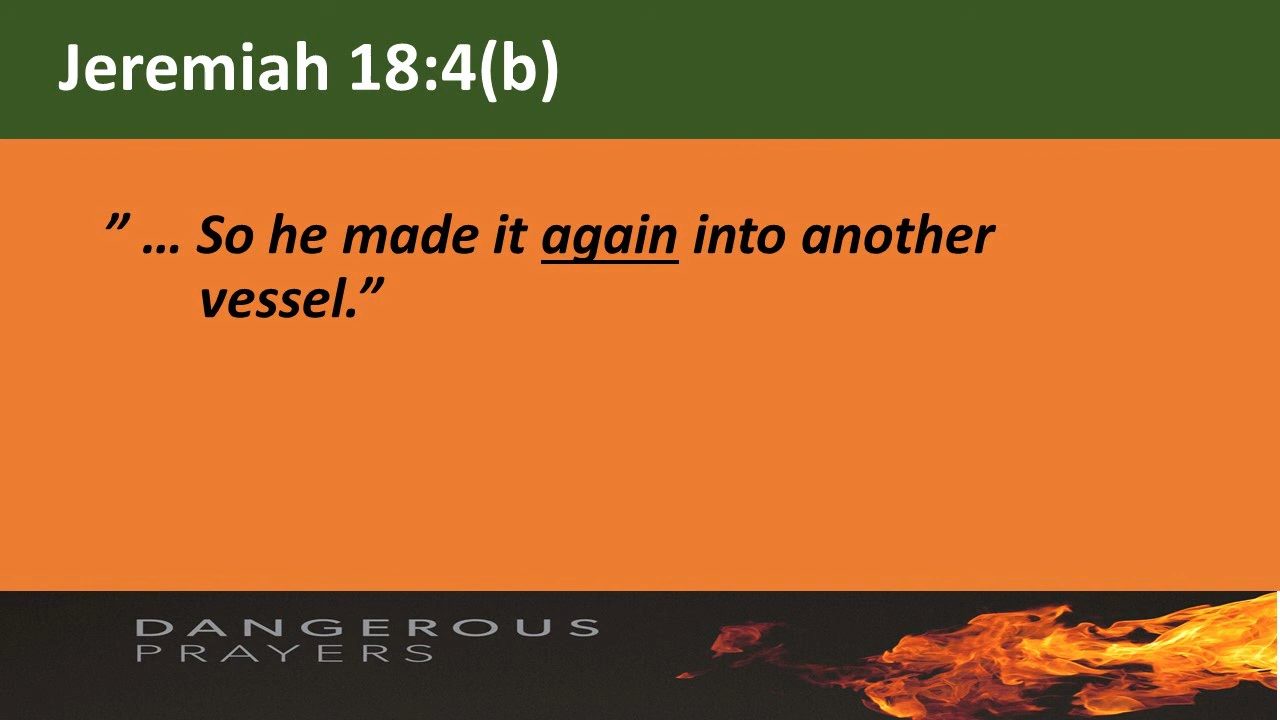 Jeremiah 18:4(b)
” … So he made it again into another
vessel.”
DANGEROUS
PRAYERS